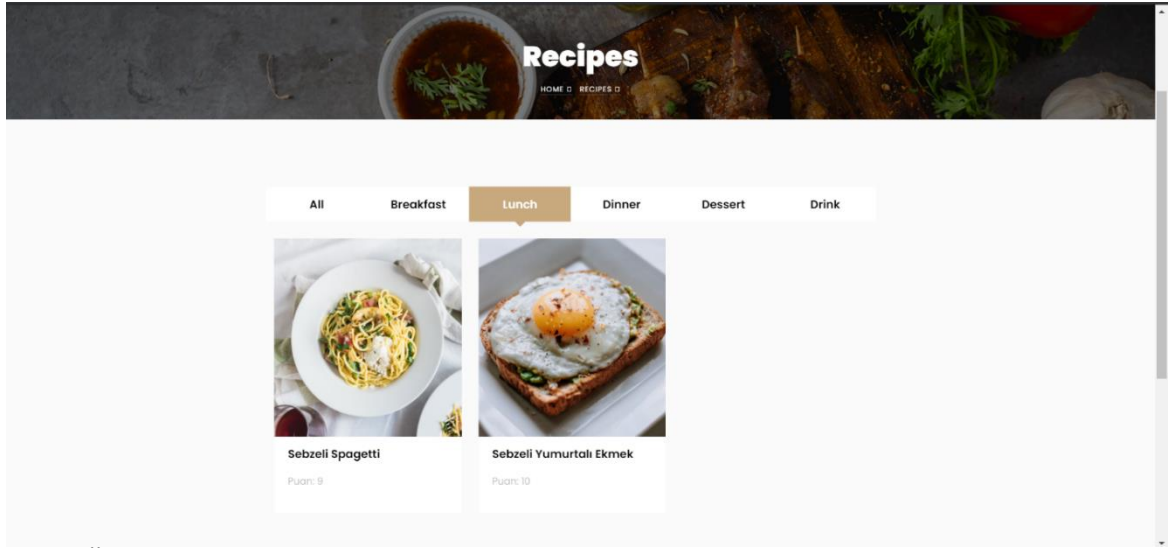 Recipes
HOME RECIPES
All Breakfast Lunch Dinner Dessert Drink
Sebzeli Spagetti Sebzeli Yumurtalı Ekmek
Puan: 9 Puan: 10